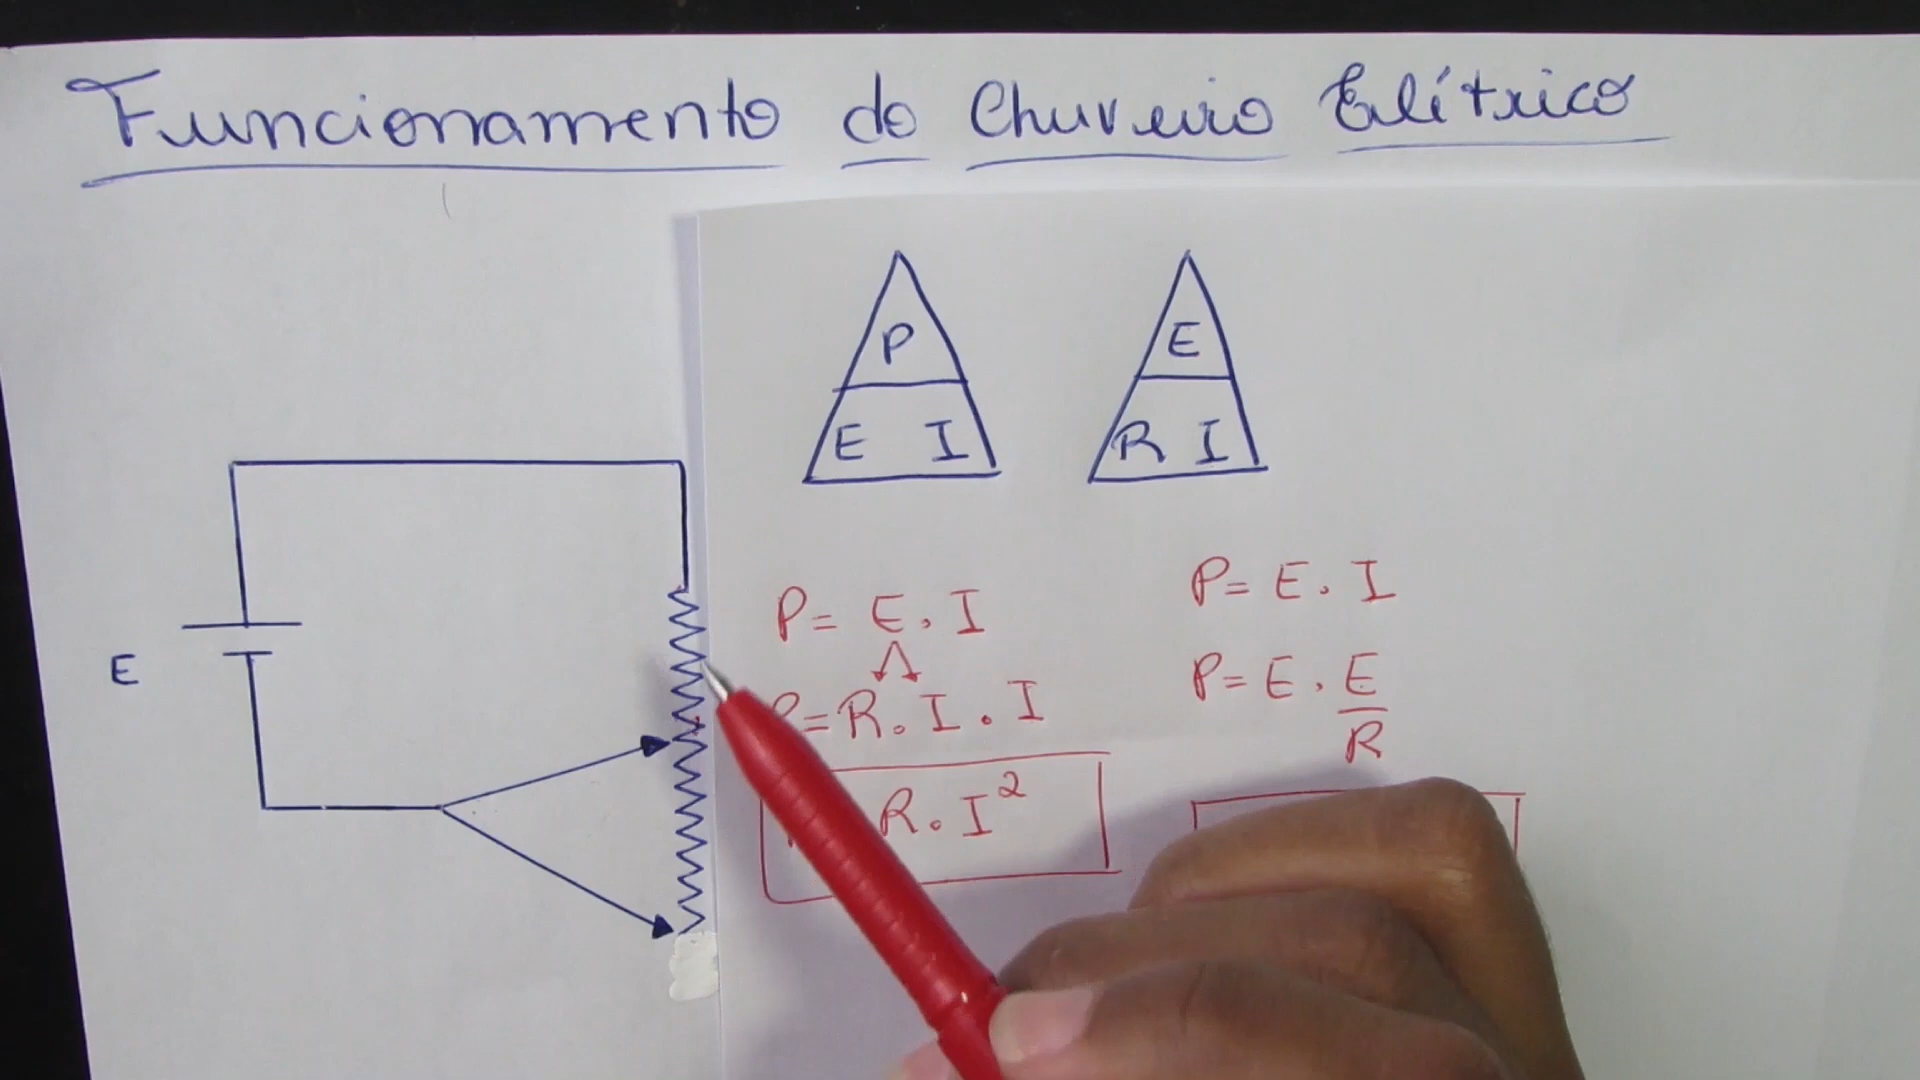 Funcionamento do Chuveiro Elétrico
P
E I
E
R I
E
P= E.I
P=R.I.I
R.I²
P= E.I
P= E.E
R